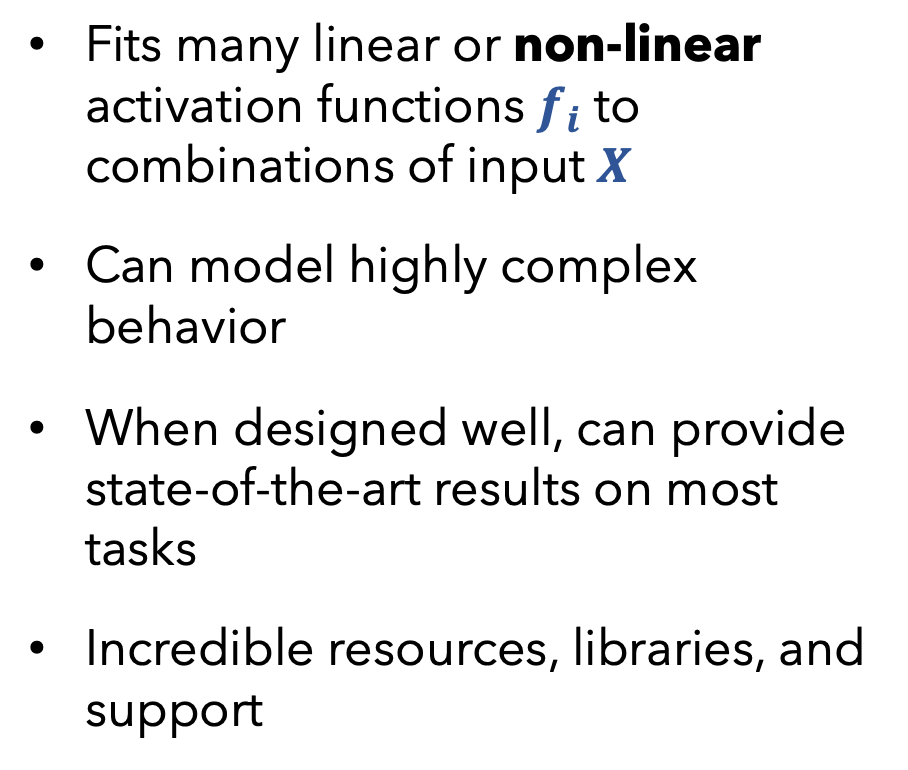 • Fits many linear or non-linear
activation functions f i to
combinations of input X
• Can model highly complex
behavior
• When designed well, can provide
state-of-the-art results on most
tasks
• Incredible resources, libraries, and
support